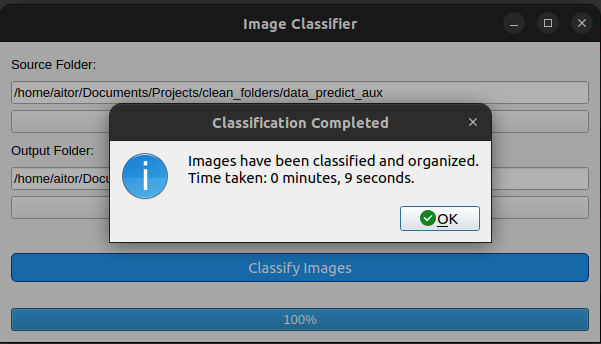 Image Classifier
Source Folder:
/home/aitor/Documents/Projects/clean_folders/data_predict_aux
Classification Completed
Output Folder:
Images have been classified and organized.
Time taken: 0 minutes, 9 seconds.
/home/aitor/Docu
OK
Classify Images
100%